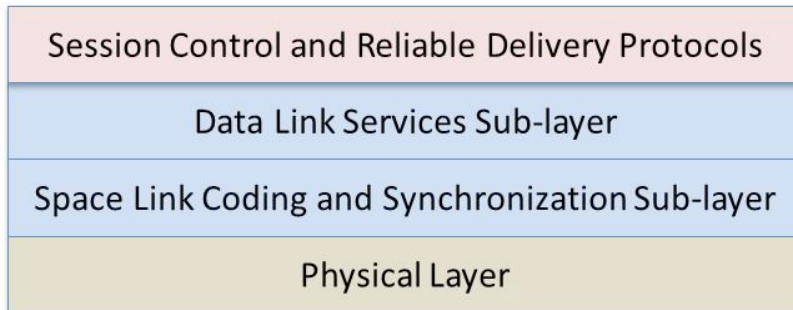 Session Control and Reliable Delivery Protocols
Data Link Services Sub-layer
Space Link Coding and Synchronization Sub-layer
Physical Layer